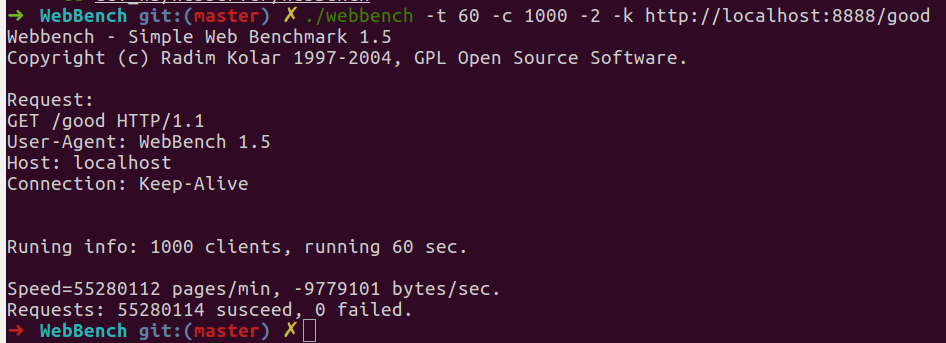 ➜ WebBench git:(master) ✗ ./webbench -t 60 -c 1000 -2 -k http://localhost:8888/good
Webbench - Simple Web Benchmark 1.5
Copyright (c) Radim Kolar 1997-2004, GPL Open Source Software.
Request:
GET /good HTTP/1.1
User-Agent: WebBench 1.5
Host: localhost
Connection: Keep-Alive
Runing info: 1000 clients, running 60 sec.
Speed=55280112 pages/min, -9779101 bytes/sec.
Requests: 55280114 susceed, 0 failed.
➜ WebBench git:(master) ✗